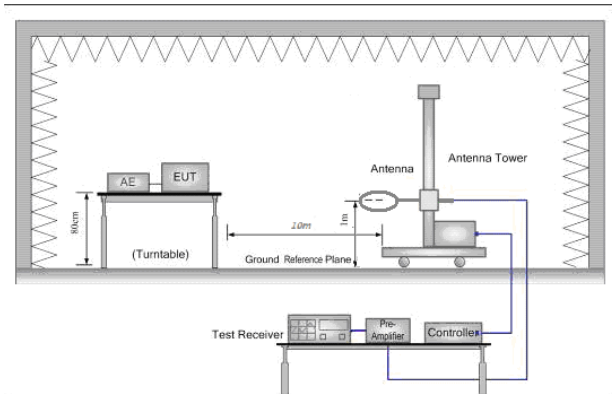 Antenna
Antenna Tower
AE
EUT
80cm
(Turntable)
10m
1m
Ground Reference Plane
Test Receiver
Pre-
Amplifier
Controller